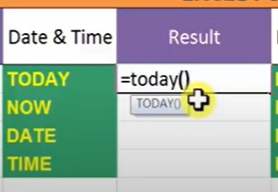 Date & Time Result
TODAY =today()
NOW TODAY()
DATE
TIME